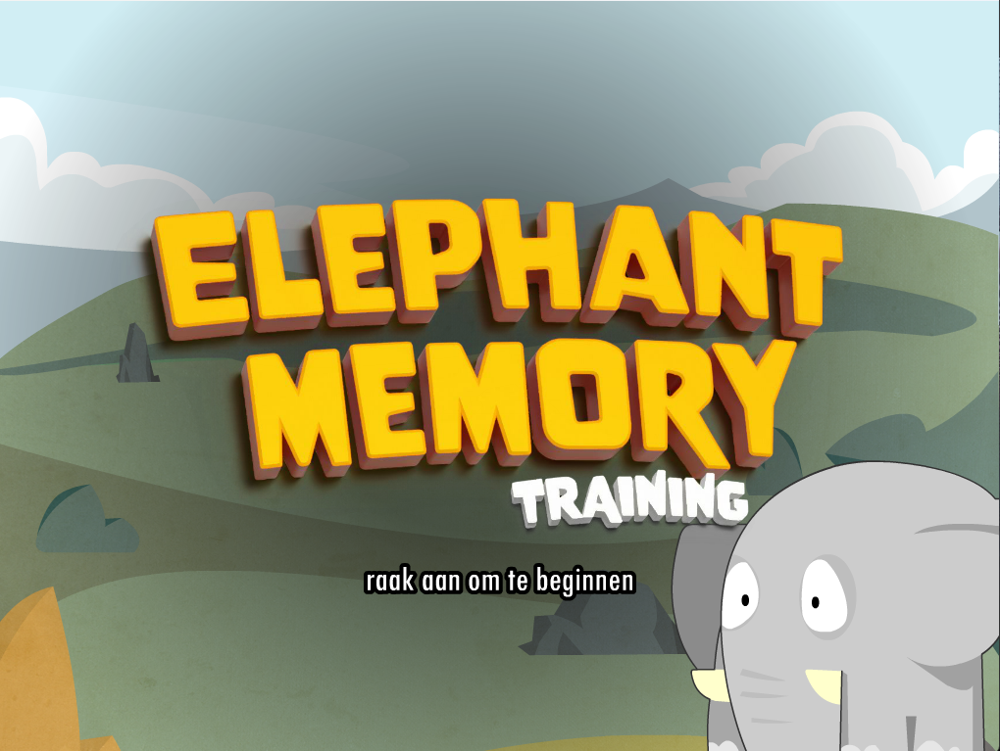 ELEPHANT
MEMORY
TRAINING
raak aan om te beginnen